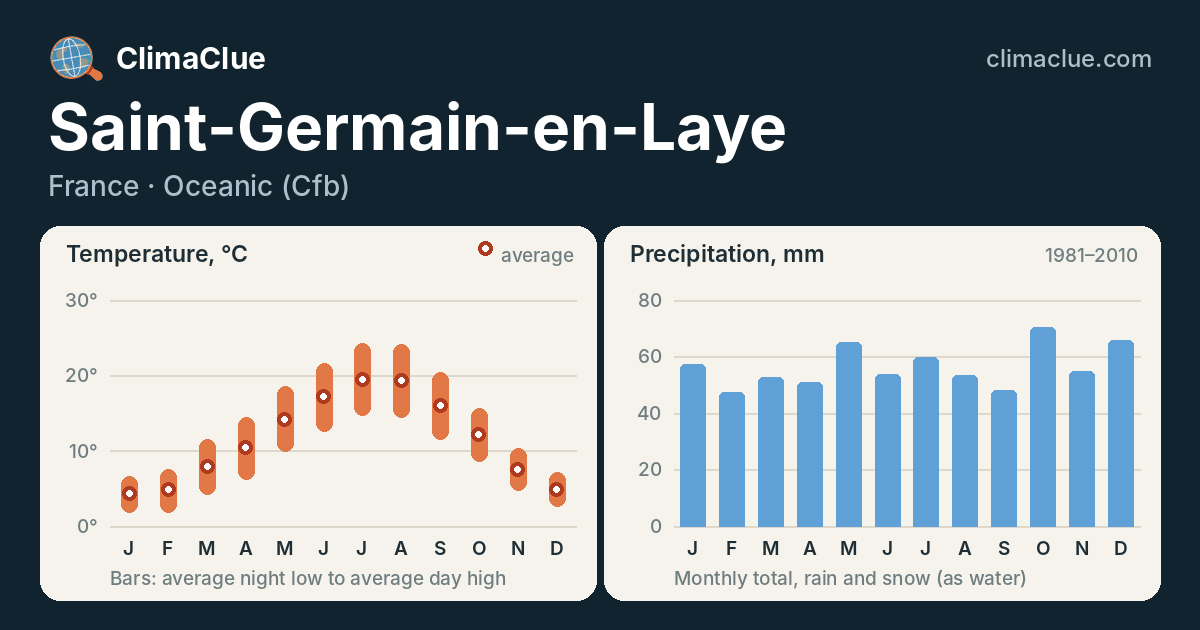 ClimaClue
climaclue.com
Saint-Germain-en-Laye
France · Oceanic (Cfb)
Temperature, °C
average
30°
20°
10°
0°
J F M A M J J A S O N D
Bars: average night low to average day high
Precipitation, mm
1981–2010
80
60
40
20
0
J F M A M J J A S O N D
Monthly total, rain and snow (as water)